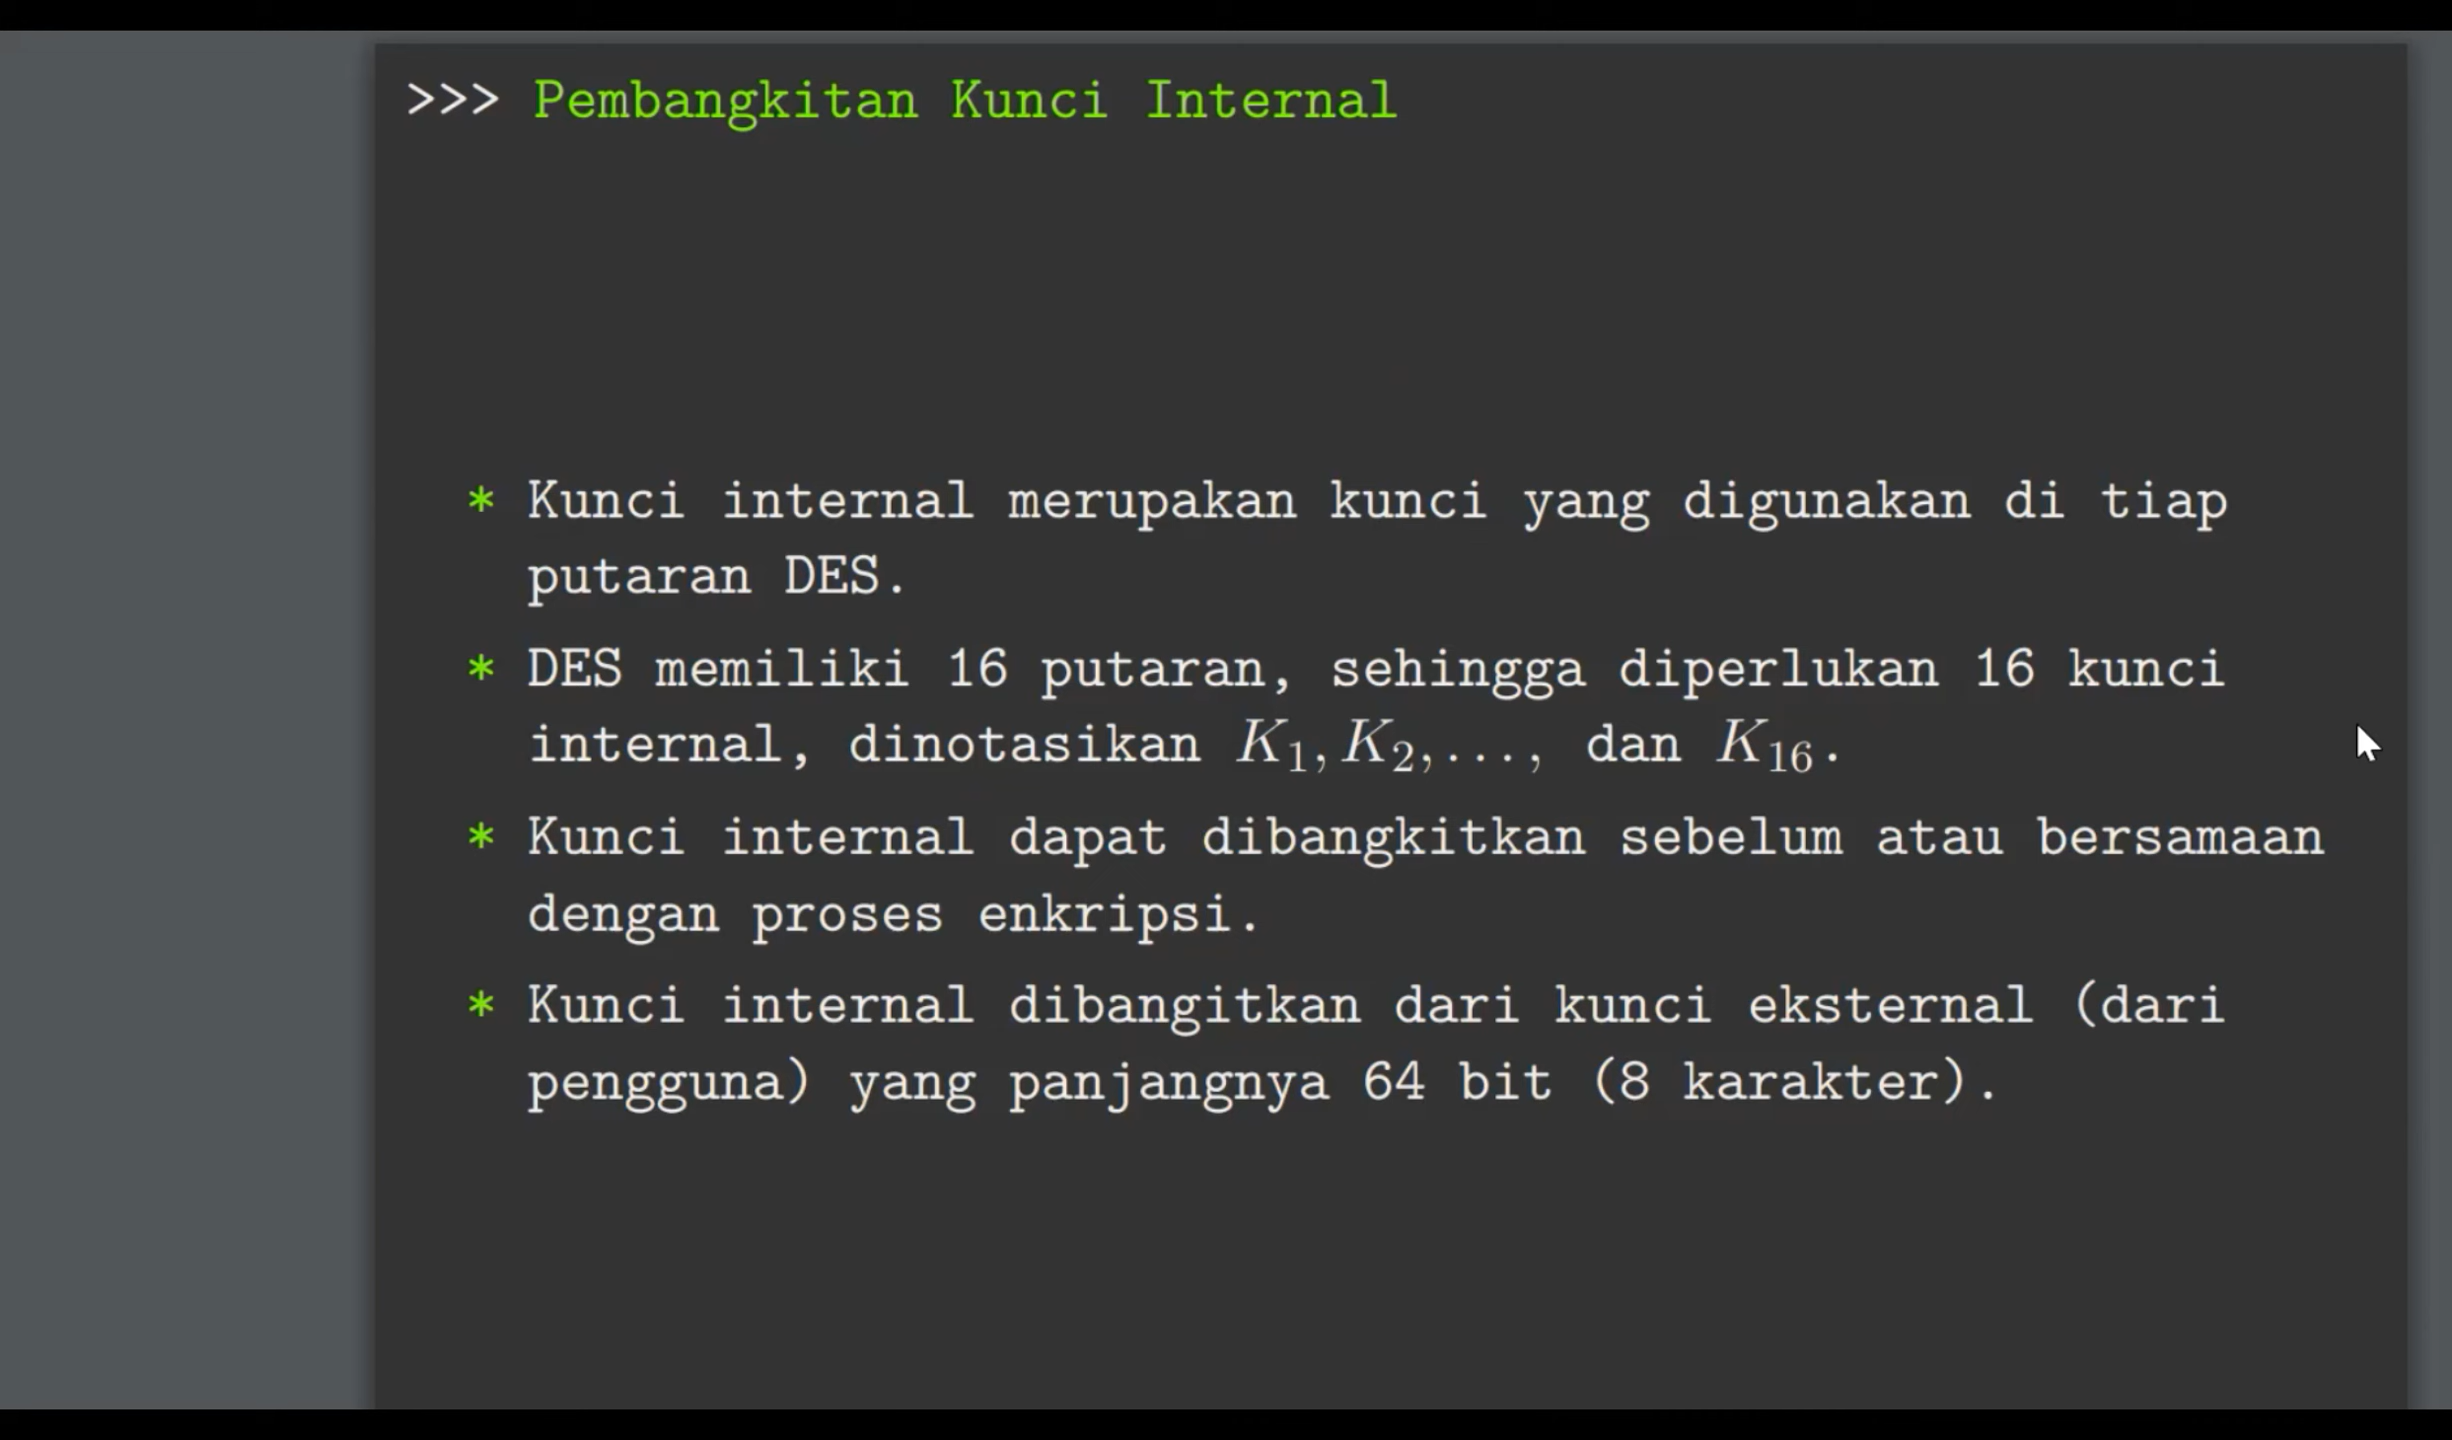 >>> Pembangkitan Kunci Internal
* Kunci internal merupakan kunci yang digunakan di tiap
putaran DES.
* DES memiliki 16 putaran, sehingga diperlukan 16 kunci
internal, dinotasikan K₁, K₂, ..., dan K₁₆.
* Kunci internal dapat dibangkitkan sebelum atau bersamaan
dengan proses enkripsi.
* Kunci internal dibangitkan dari kunci eksternal (dari
pengguna) yang panjangnya 64 bit (8 karakter).